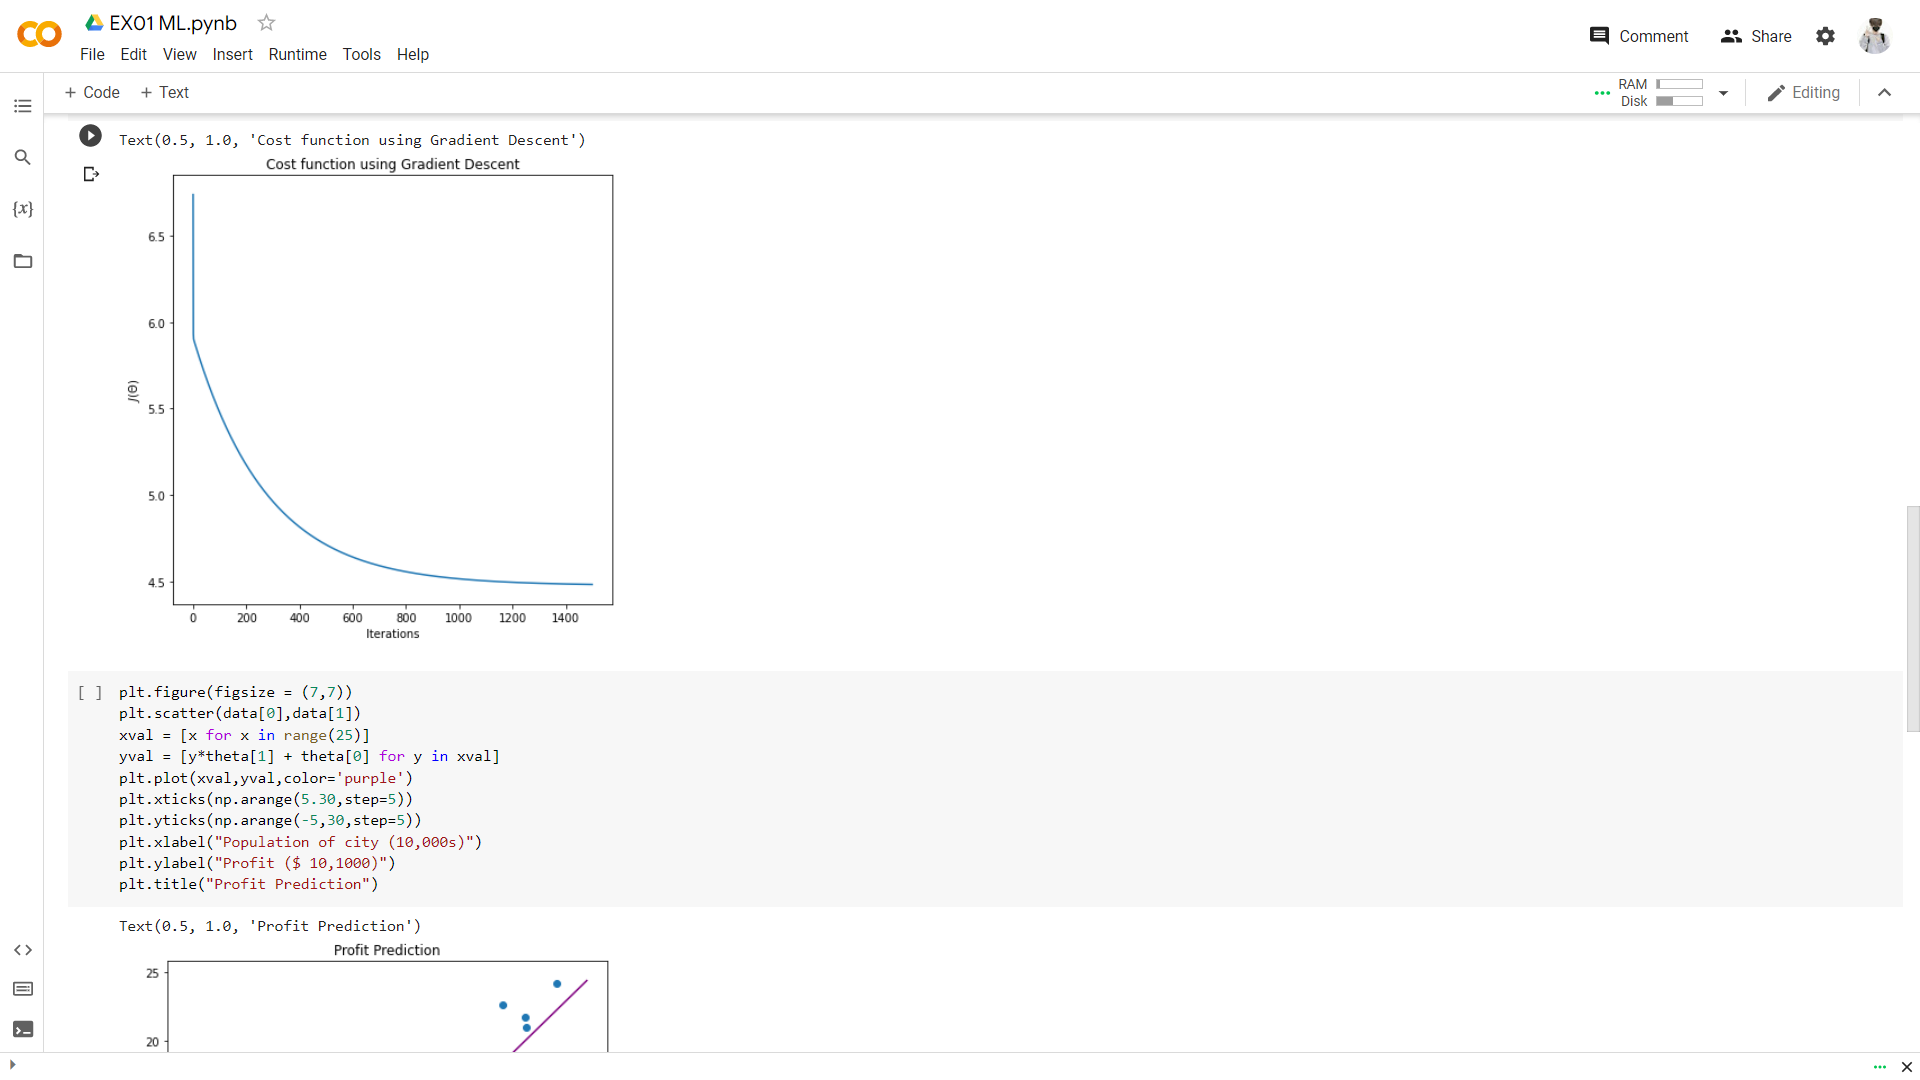 EX01 ML.pynb
File Edit View Insert Runtime Tools Help
Comment
Share
+ Code + Text
RAM
Disk
Editing
{x}
Text(0.5, 1.0, 'Cost function using Gradient Descent')
Cost function using Gradient Descent
6.5
6.0
5.5
5.0
4.5
J(Θ)
0 200 400 600 800 1000 1200 1400
Iterations
[ ] plt.figure(figsize = (7,7))
plt.scatter(data[0],data[1])
xval = [x for x in range(25)]
yval = [y*theta[1] + theta[0] for y in xval]
plt.plot(xval,yval,color='purple')
plt.xticks(np.arange(5.30,step=5))
plt.yticks(np.arange(-5,30,step=5))
plt.xlabel("Population of city (10,000s)")
plt.ylabel("Profit ($ 10,1000)")
plt.title("Profit Prediction")
Text(0.5, 1.0, 'Profit Prediction')
Profit Prediction
25
20